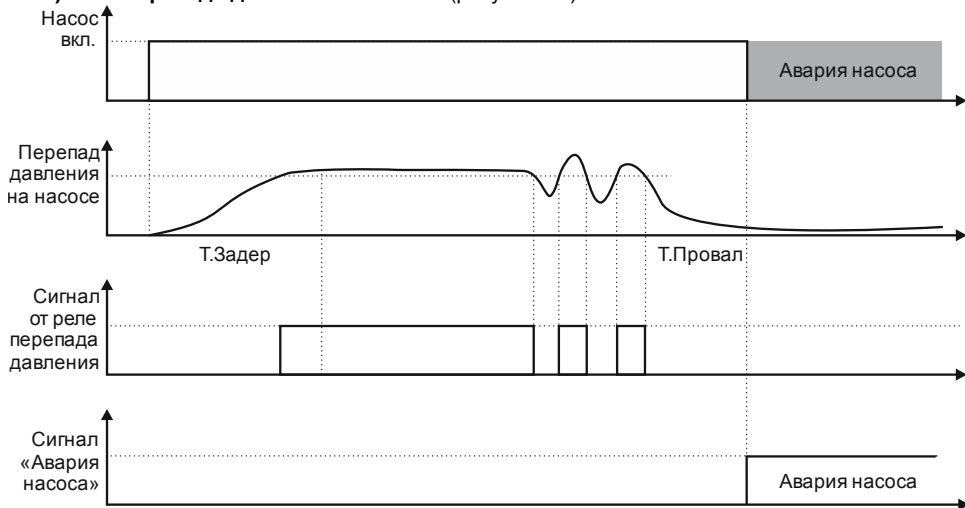 Насос
вкл.
Авария насоса
Перепад
давления
на насосе
Т.Задер
Т.Провал
Сигнал
от реле
перепада
давления
Сигнал
«Авария
насоса»
Авария насоса